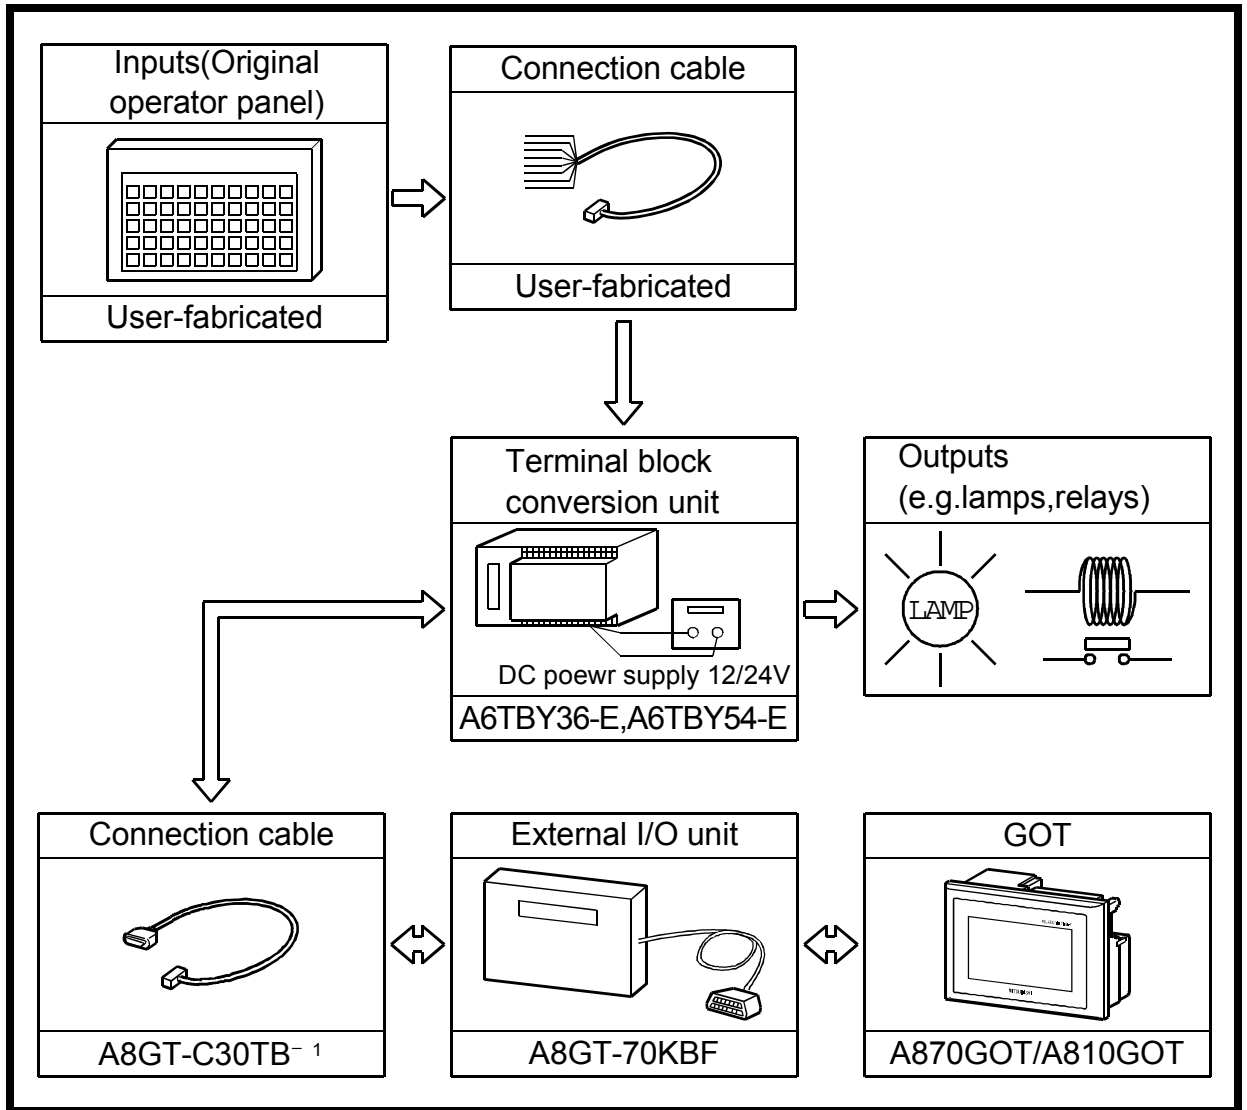 Inputs(Original
operator panel)
User-fabricated
Connection cable
User-fabricated
Terminal block
conversion unit
DC poewr supply 12/24V
A6TBY36-E,A6TBY54-E
Outputs
(e.g.lamps,relays)
LAMP
Connection cable
A8GT-C30TB⁻ ¹
External I/O unit
A8GT-70KBF
GOT
MITSUBISHI
A870GOT/A810GOT